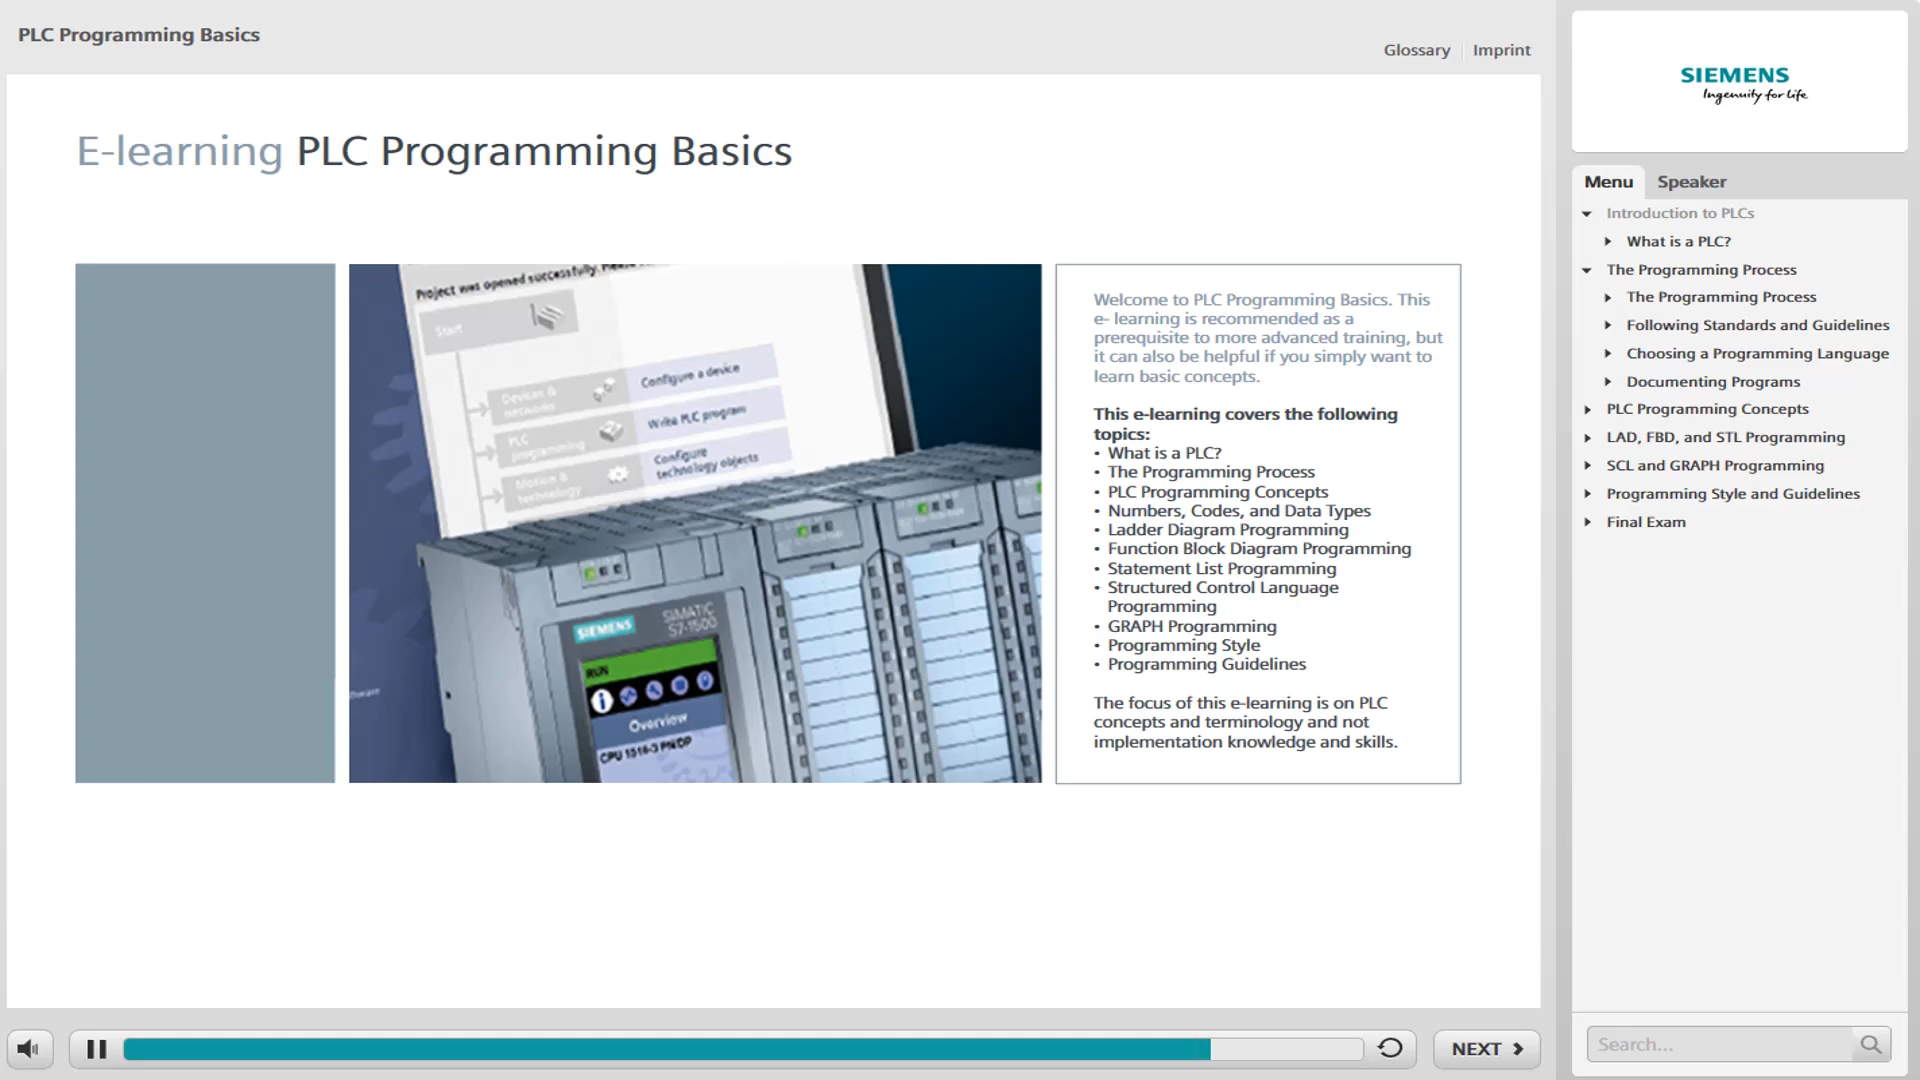 PLC Programming Basics
Glossary
Imprint
SIEMENS
Ingenuity for life
E-learning PLC Programming Basics
Project was opened successfully.
Start
Devices &
networks
Configure a device
PLC
programming
Write PLC program
Motion &
technology
Configure
technology objects
SIEMENS
SIMATIC
S7-1500
RUN
Overview
CPU 1516-3 PN/DP
Welcome to PLC Programming Basics. This
e- learning is recommended as a
prerequisite to more advanced training, but
it can also be helpful if you simply want to
learn basic concepts.
This e-learning covers the following
topics:
• What is a PLC?
• The Programming Process
• PLC Programming Concepts
• Numbers, Codes, and Data Types
• Ladder Diagram Programming
• Function Block Diagram Programming
• Statement List Programming
• Structured Control Language
Programming
• GRAPH Programming
• Programming Style
• Programming Guidelines
The focus of this e-learning is on PLC
concepts and terminology and not
implementation knowledge and skills.
Menu
Speaker
Introduction to PLCs
What is a PLC?
The Programming Process
The Programming Process
Following Standards and Guidelines
Choosing a Programming Language
Documenting Programs
PLC Programming Concepts
LAD, FBD, and STL Programming
SCL and GRAPH Programming
Programming Style and Guidelines
Final Exam
NEXT
Search...